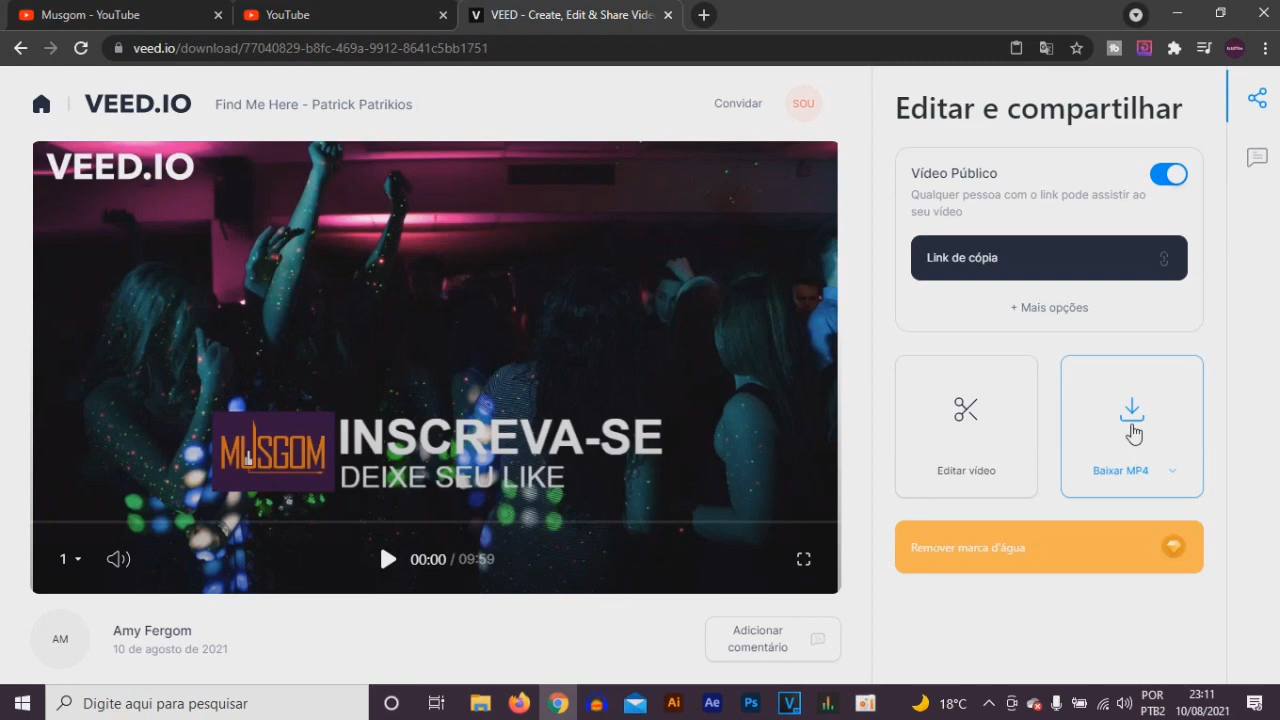 Musgom - YouTube
YouTube
VEED - Create, Edit & Share Vide
veed.io/download/77040829-b8fc-469a-9912-8641c5bb1751
VEED.IO
Find Me Here - Patrick Patrikios
Convidar
SOU
VEED.IO
MUSGOM
INSCREVA-SE
DEIXE SEU LIKE
1
00:00 / 09:59
AM
Amy Fergom
10 de agosto de 2021
Adicionar
comentário
Editar e compartilhar
Vídeo Público
Qualquer pessoa com o link pode assistir ao
seu vídeo
Link de cópia
+ Mais opções
Editar vídeo
Baixar MP4
Remover marca d'água
Digite aqui para pesquisar
Ai
Ae
Ps
V
18°C
POR
PTB2
23:11
10/08/2021